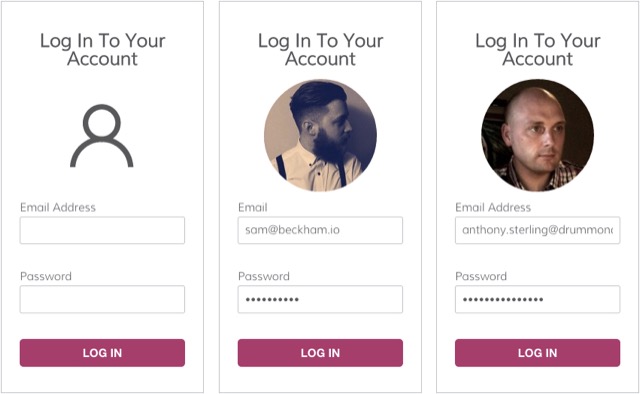 Log In To Your
Account
Email Address
Password
LOG IN
Log In To Your
Account
Email
sam@beckham.io
Password
••••••••••
LOG IN
Log In To Your
Account
Email Address
anthony.sterling@drummond
Password
•••••••••••••••
LOG IN